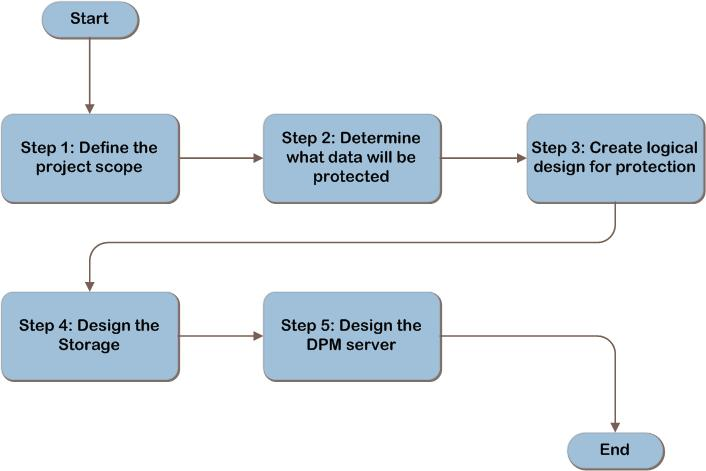 Start
Step 1: Define the
project scope
Step 2: Determine
what data will be
protected
Step 3: Create logical
design for protection
Step 4: Design the
Storage
Step 5: Design the
DPM server
End